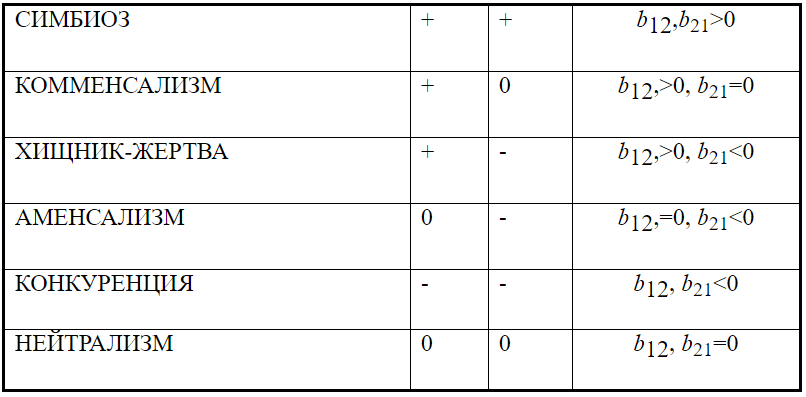 СИМБИОЗ + + b12,b21>0
КОММЕНСАЛИЗМ + 0 b12,>0, b21=0
ХИЩНИК-ЖЕРТВА + - b12,>0, b21<0
АМЕНСАЛИЗМ 0 - b12,=0, b21<0
КОНКУРЕНЦИЯ - - b12, b21<0
НЕЙТРАЛИЗМ 0 0 b12, b21=0